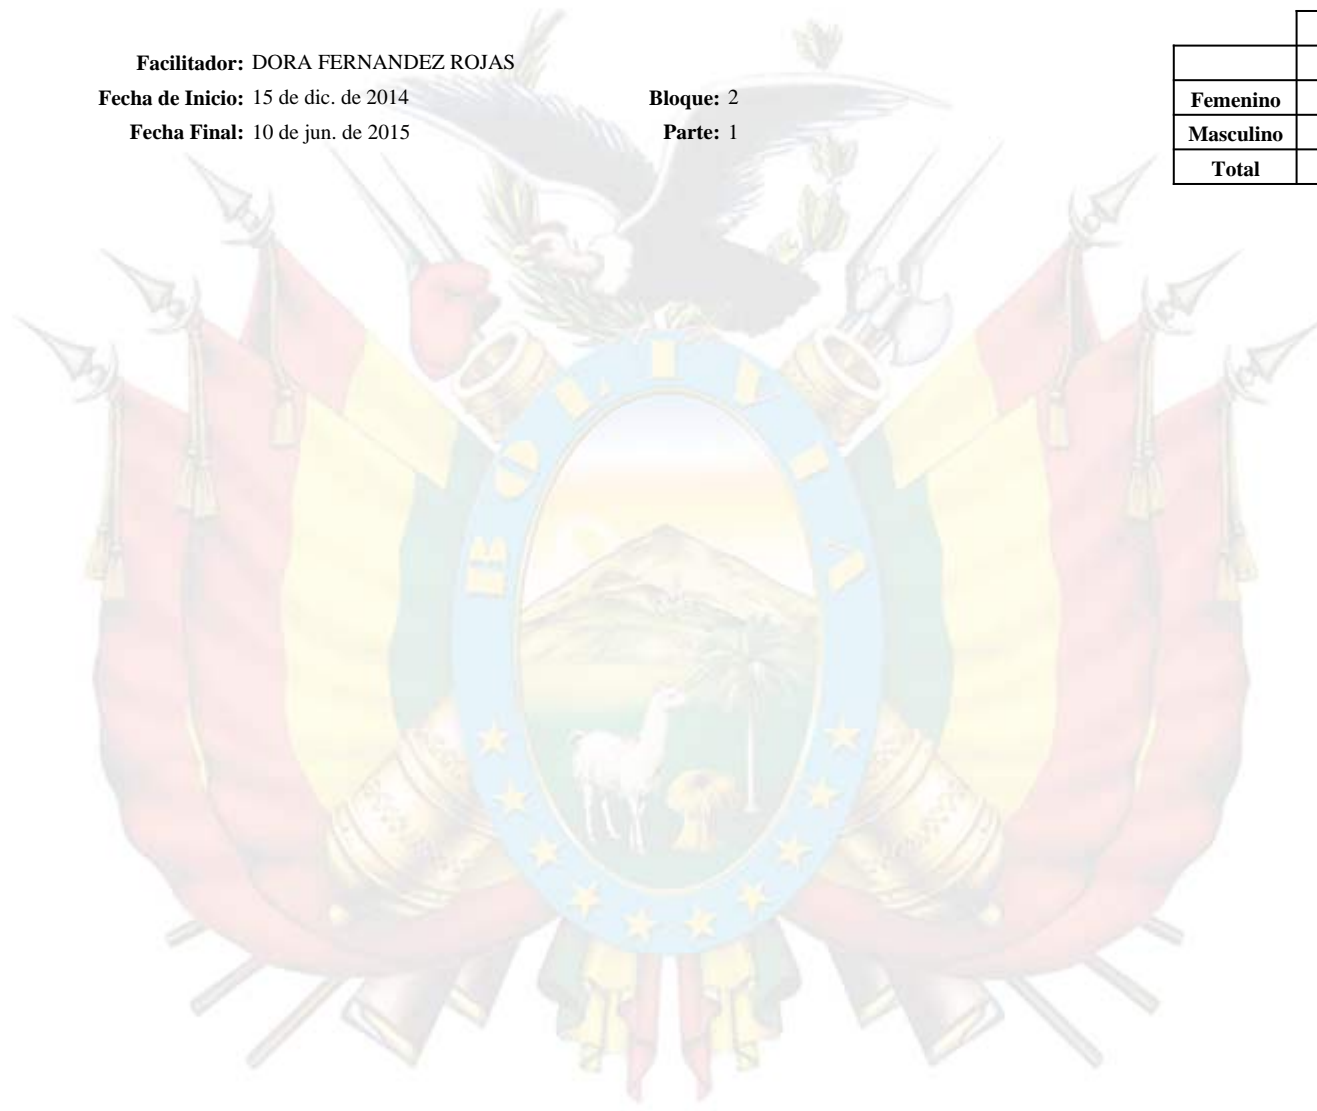 Facilitador: DORA FERNANDEZ ROJAS
Fecha de Inicio: 15 de dic. de 2014
Bloque: 2
Fecha Final: 10 de jun. de 2015
Parte: 1
Femenino
Masculino
Total
BOLIVIA